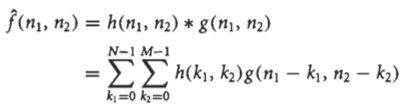 f̂(n₁, n₂) = h(n₁, n₂) * g(n₁, n₂)
= ∑_{k₁=0}^{N−1} ∑_{k₂=0}^{M−1} h(k₁, k₂)g(n₁ − k₁, n₂ − k₂)